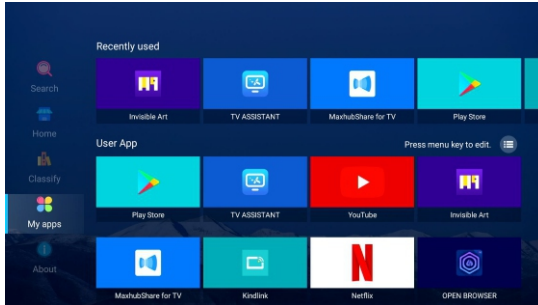 Recently used
Search
Invisible Art
TV ASSISTANT
MaxhubShare for TV
Play Store
Home
User App
Press menu key to edit.
Classify
My apps
Play Store
TV ASSISTANT
YouTube
Invisible Art
About
N
MaxhubShare for TV
Kindlink
Netflix
OPEN BROWSER